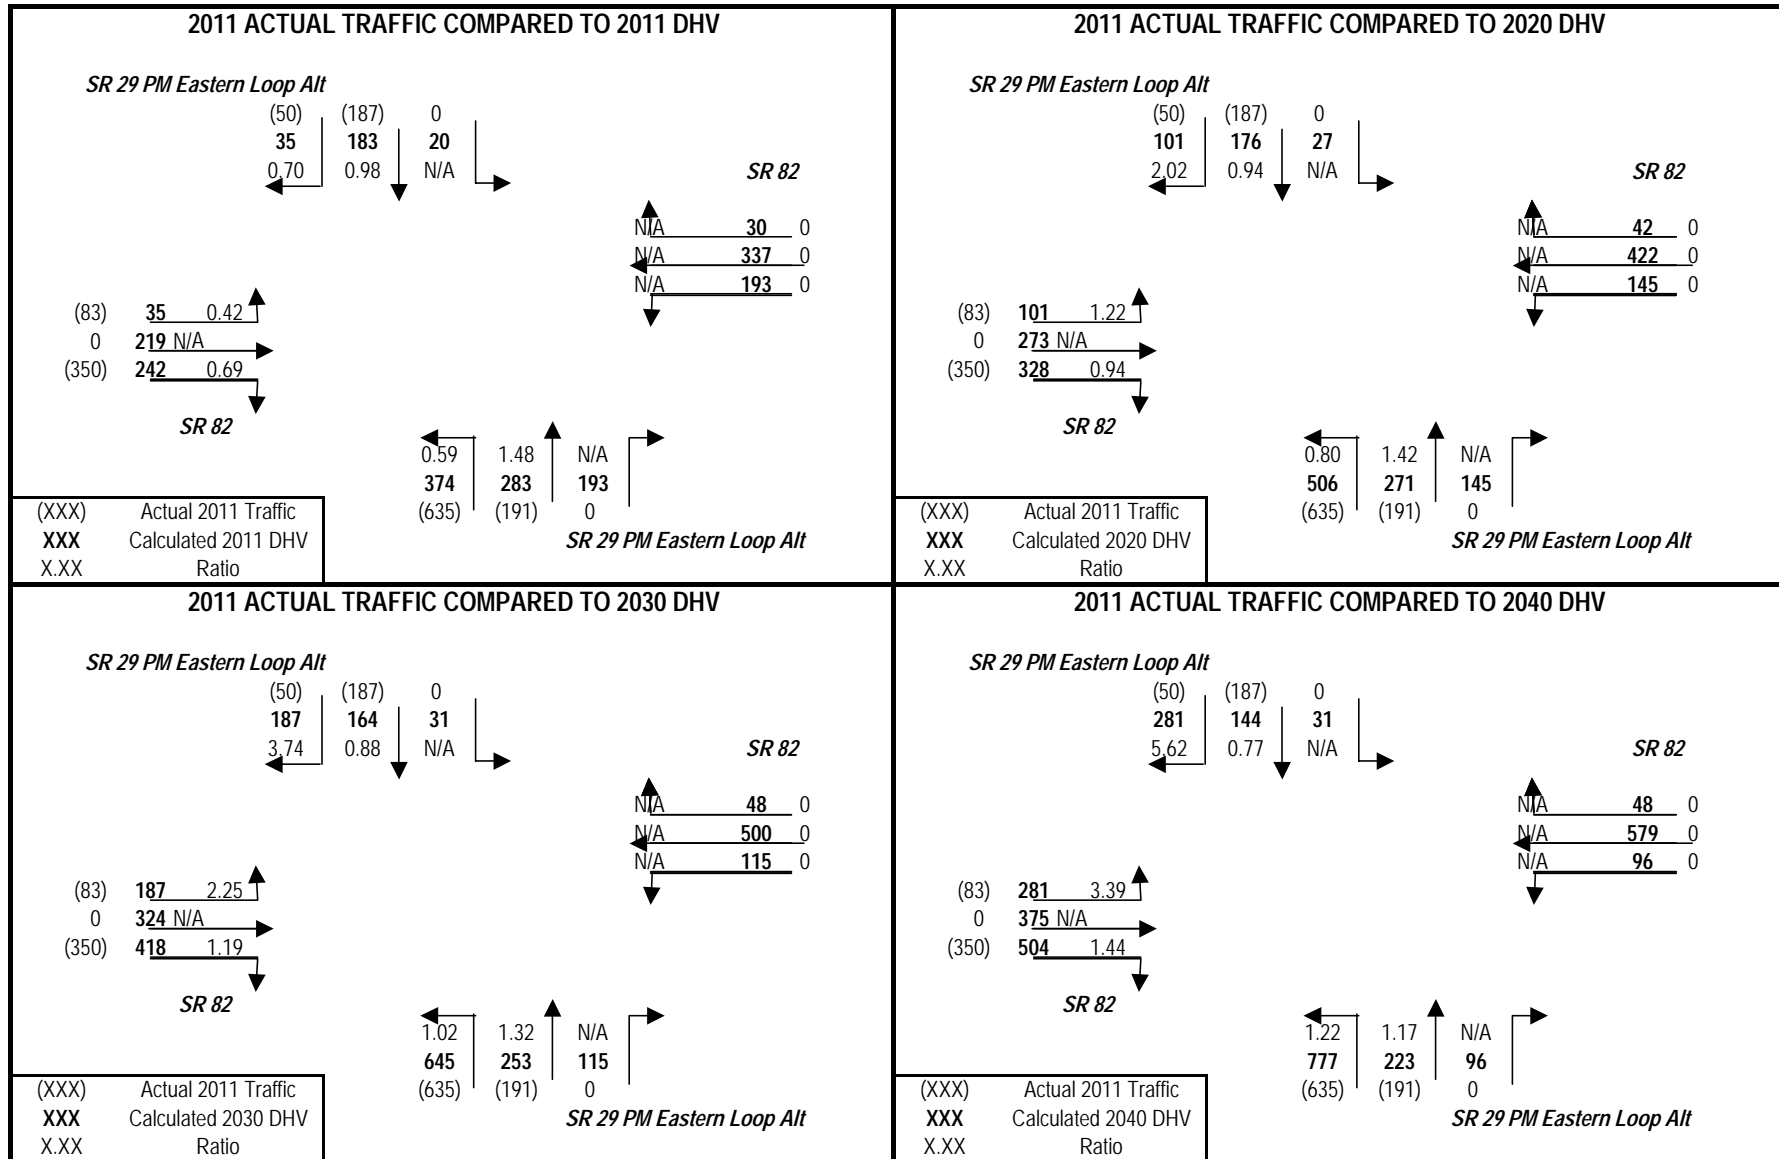 2011 ACTUAL TRAFFIC COMPARED TO 2011 DHV
SR 29 PM Eastern Loop Alt
(50) (187) 0
35 183 20
0.70 0.98 N/A
SR 82
N/A 30 0
N/A 337 0
N/A 193 0
(83) 35 0.42
0 219 N/A
(350) 242 0.69
SR 82
0.59 1.48 N/A
374 283 193
(635) (191) 0
SR 29 PM Eastern Loop Alt
(XXX) Actual 2011 Traffic
XXX Calculated 2011 DHV
X.XX Ratio
2011 ACTUAL TRAFFIC COMPARED TO 2020 DHV
SR 29 PM Eastern Loop Alt
(50) (187) 0
101 176 27
2.02 0.94 N/A
SR 82
N/A 42 0
N/A 422 0
N/A 145 0
(83) 101 1.22
0 273 N/A
(350) 328 0.94
SR 82
0.80 1.42 N/A
506 271 145
(635) (191) 0
SR 29 PM Eastern Loop Alt
(XXX) Actual 2011 Traffic
XXX Calculated 2020 DHV
X.XX Ratio
2011 ACTUAL TRAFFIC COMPARED TO 2030 DHV
SR 29 PM Eastern Loop Alt
(50) (187) 0
187 164 31
3.74 0.88 N/A
SR 82
N/A 48 0
N/A 500 0
N/A 115 0
(83) 187 2.25
0 324 N/A
(350) 418 1.19
SR 82
1.02 1.32 N/A
645 253 115
(635) (191) 0
SR 29 PM Eastern Loop Alt
(XXX) Actual 2011 Traffic
XXX Calculated 2030 DHV
X.XX Ratio
2011 ACTUAL TRAFFIC COMPARED TO 2040 DHV
SR 29 PM Eastern Loop Alt
(50) (187) 0
281 144 31
5.62 0.77 N/A
SR 82
N/A 48 0
N/A 579 0
N/A 96 0
(83) 281 3.39
0 375 N/A
(350) 504 1.44
SR 82
1.22 1.17 N/A
777 223 96
(635) (191) 0
SR 29 PM Eastern Loop Alt
(XXX) Actual 2011 Traffic
XXX Calculated 2040 DHV
X.XX Ratio